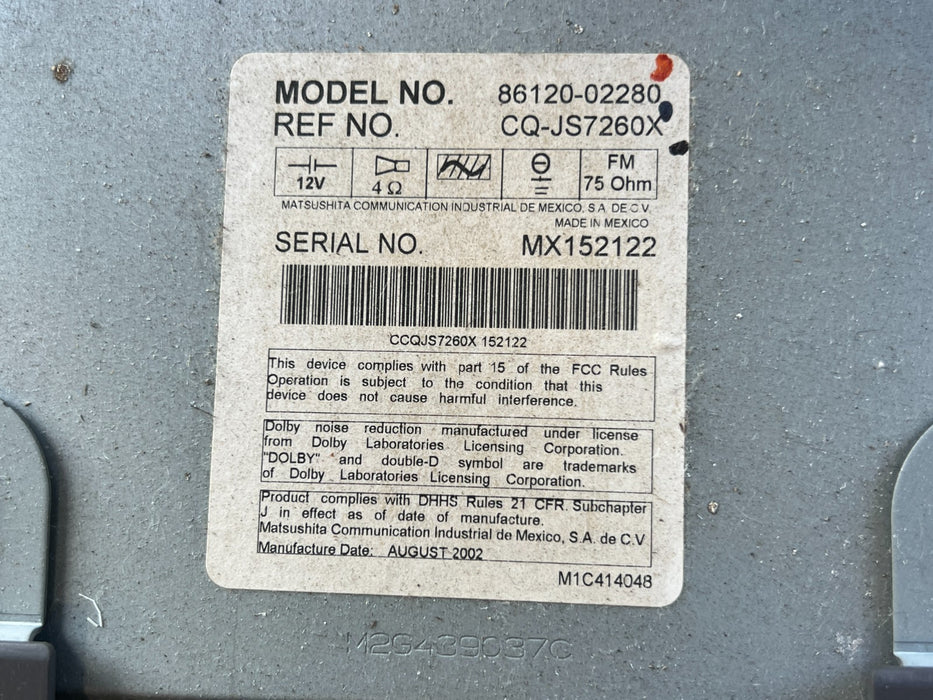 MODEL NO. 86120-02280
REF NO. CQ-JS7260X
12V 4 Ω FM 75 Ohm
MATSUSHITA COMMUNICATION INDUSTRIAL DE MEXICO, S.A. DE C.V.
MADE IN MEXICO
SERIAL NO. MX152122
CCQJS7260X 152122
This device complies with part 15 of the FCC Rules
Operation is subject to the condition that this
device does not cause harmful interference.
Dolby noise reduction manufactured under license
from Dolby Laboratories Licensing Corporation.
"DOLBY" and double-D symbol are trademarks
of Dolby Laboratories Licensing Corporation.
Product complies with DHHS Rules 21 CFR Subchapter
J in effect as of date of manufacture.
Matsushita Communication Industrial de Mexico, S.A. de C.V
Manufacture Date: AUGUST 2002
M1C414048
M2G439037C